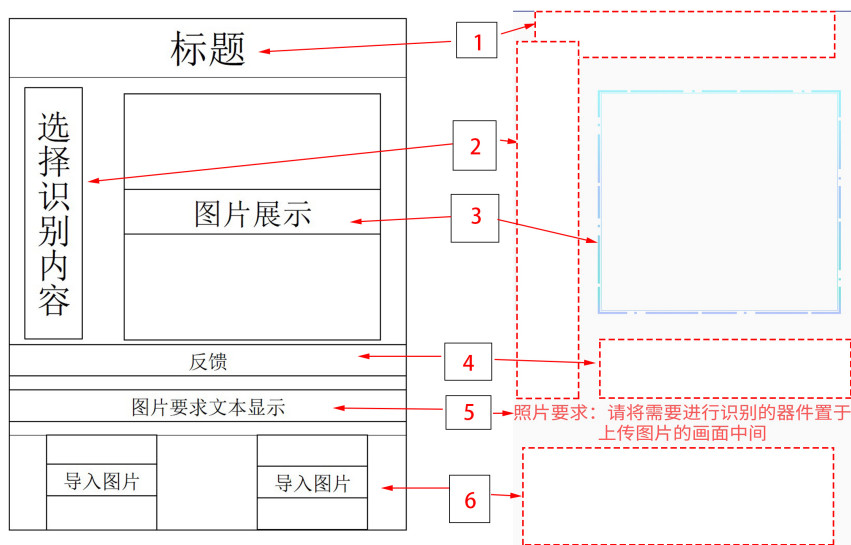 标题
1
选择识别内容
2
图片展示
3
反馈
4
图片要求文本显示
5
照片要求：请将需要进行识别的器件置于
上传图片的画面中间
导入图片
导入图片
6